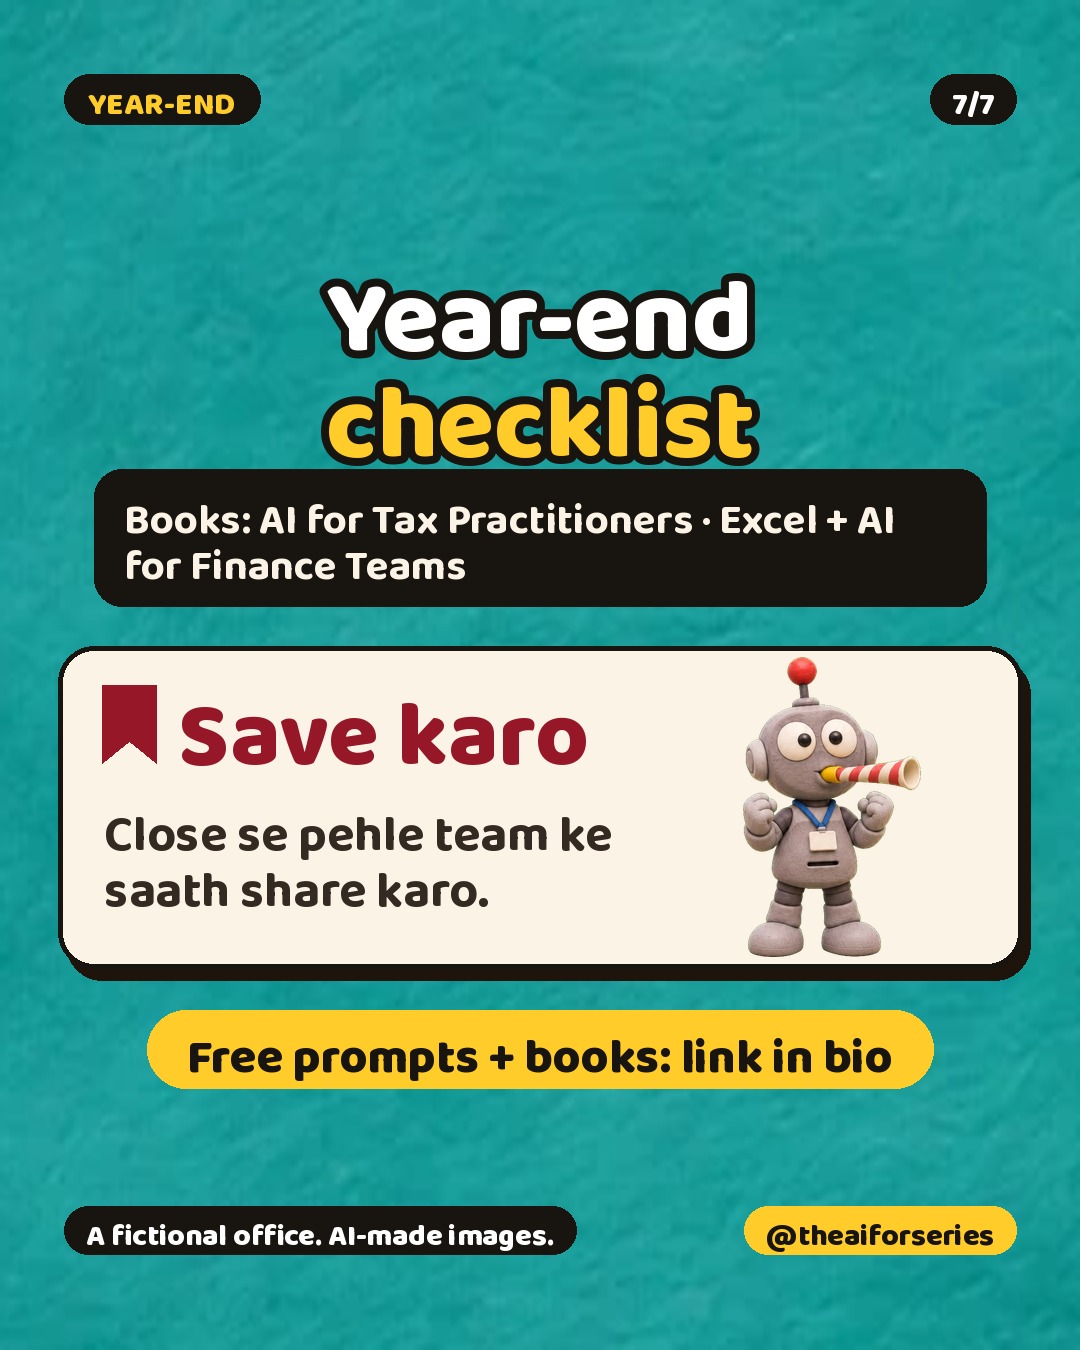 YEAR-END
7/7
Year-end
checklist
Books: AI for Tax Practitioners · Excel + AI
for Finance Teams
Save karo
Close se pehle team ke
saath share karo.
Free prompts + books: link in bio
A fictional office. AI-made images.
@theaiforseries